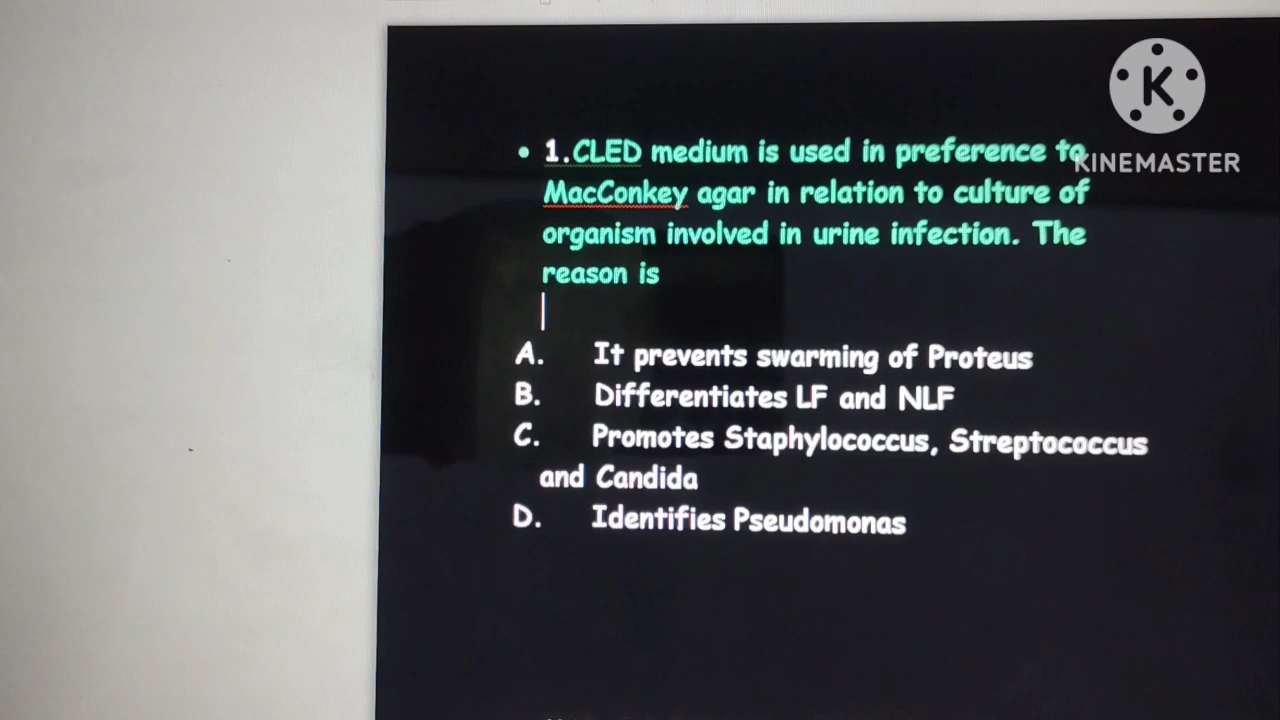 K
KINEMASTER
• 1.CLED medium is used in preference to
MacConkey agar in relation to culture of
organism involved in urine infection. The
reason is
A. It prevents swarming of Proteus
B. Differentiates LF and NLF
C. Promotes Staphylococcus, Streptococcus
and Candida
D. Identifies Pseudomonas